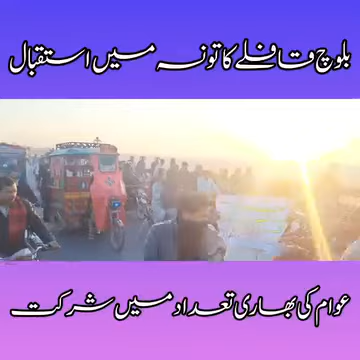 بلوچ قافلے کا تونسہ میں استقبال
عوام کی بھاری تعداد میں شرکت